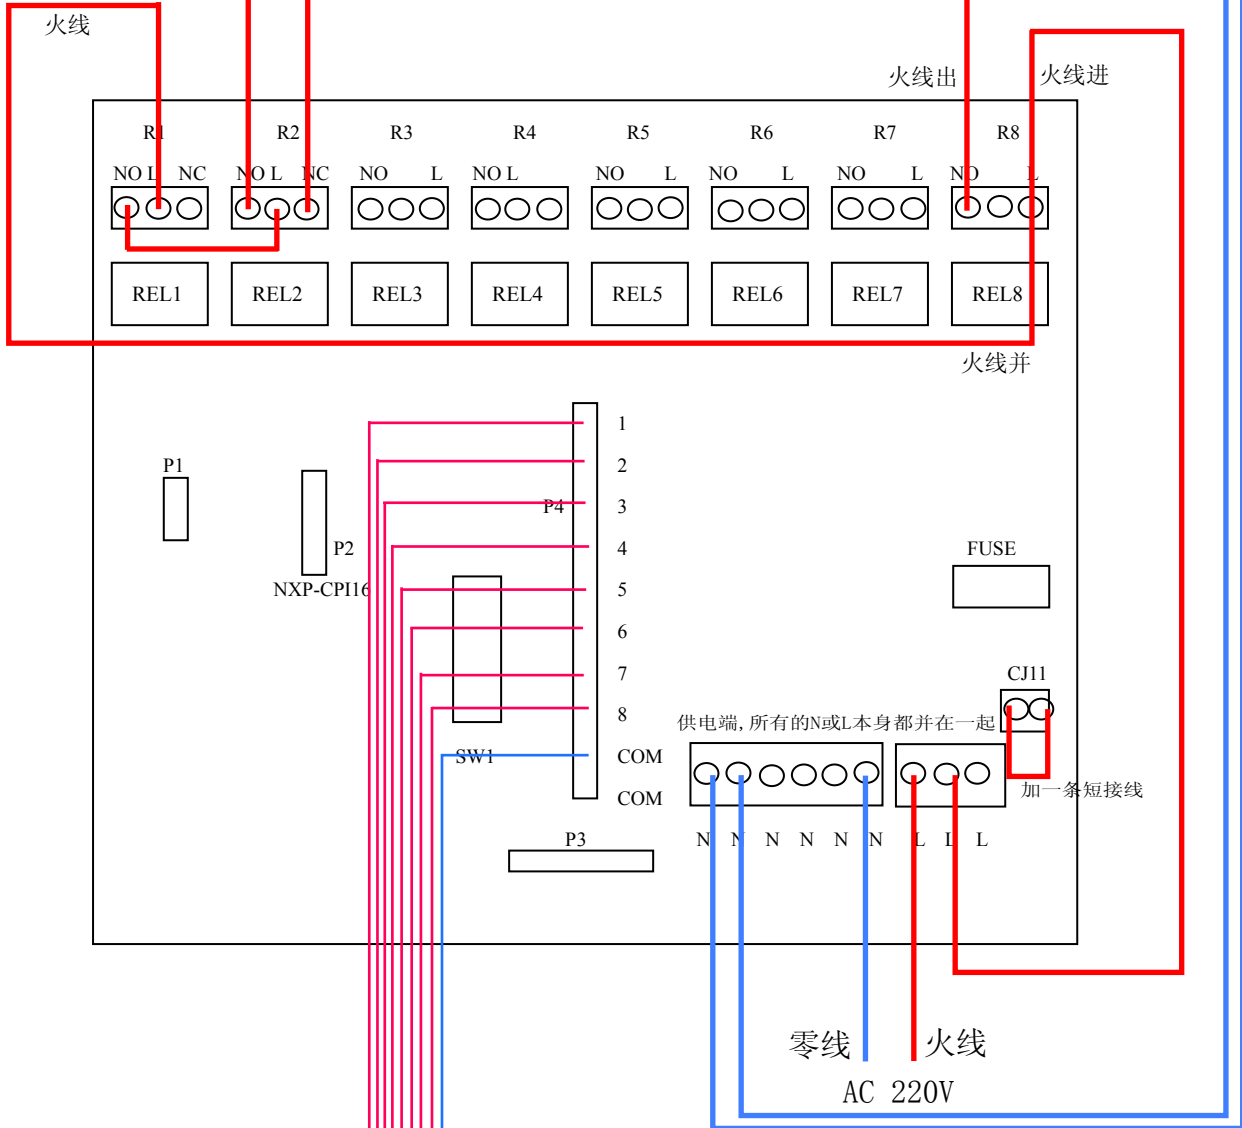 火线
火线出 火线进
R1 R2 R3 R4 R5 R6 R7 R8
NO L NC NO L NC NO L NO L NO L NO L NO L NO L
REL1 REL2 REL3 REL4 REL5 REL6 REL7 REL8
火线并
1
P1 2
P4 3
P2 4 FUSE
NXP-CPI16 5
6
7 CJ11
8 供电端,所有的N或L本身都并在一起
SW1 COM
COM 加一条短接线
P3 N N N N N N L L L
零线 火线
AC 220V